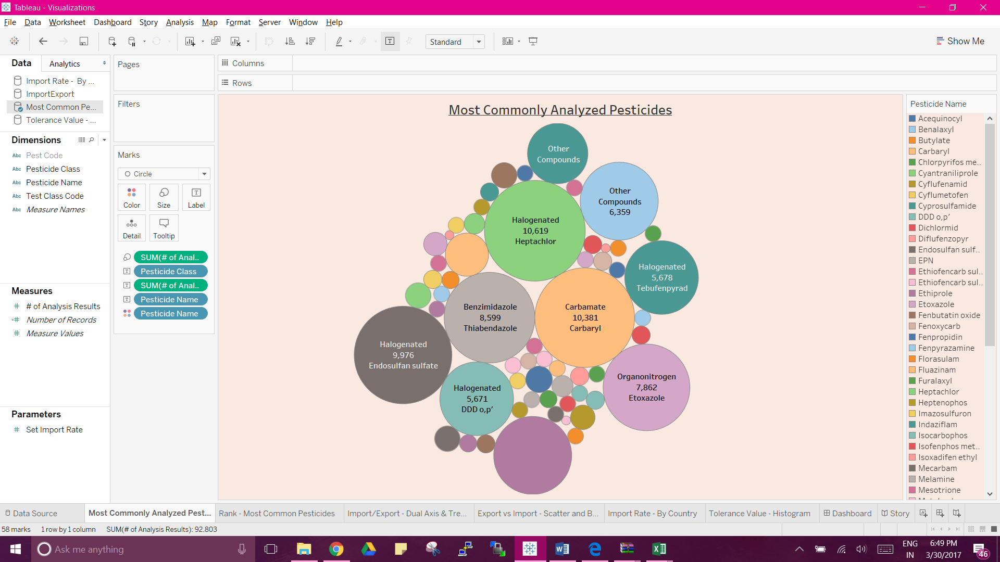 Tableau - Visualizations
File Data Worksheet Dashboard Story Analysis Map Format Server Window Help
Standard
Show Me
Data
Analytics
Import Rate - By ...
ImportExport
Most Common Pe...
Tolerance Value - ...
Dimensions
Abc Pest Code
Abc Pesticide Class
Abc Pesticide Name
Abc Test Class Code
Abc Measure Names
Measures
# # of Analysis Results
# Number of Records
# Measure Values
Parameters
# Set Import Rate
Pages
Filters
Marks
Circle
Color
Size
Label
Detail
Tooltip
SUM(# of Anal..
Pesticide Class
SUM(# of Anal..
Pesticide Name
Pesticide Name
Columns
Rows
Most Commonly Analyzed Pesticides
Other
Compounds
Other
Compounds
6,359
Halogenated
10,619
Heptachlor
Halogenated
5,678
Tebufenpyrad
Benzimidazole
8,599
Thiabendazole
Carbamate
10,381
Carbaryl
Halogenated
9,976
Endosulfan sulfate
Organonitrogen
7,862
Etoxazole
Halogenated
5,671
DDD o,p’
Pesticide Name
Acequinocyl
Benalaxyl
Butylate
Carbaryl
Chlorpyrifos me..
Cyantraniliprole
Cyflufenamid
Cyflumetofen
Cyprosulfamide
DDD o,p’
Dichlormid
Diflufenzopyr
Endosulfan sulf..
EPN
Ethiofencarb sul..
Ethiofencarb sul..
Ethiprole
Etoxazole
Fenbutatin oxide
Fenoxycarb
Fenpropidin
Fenpyrazamine
Florasulam
Fluazinam
Furalaxyl
Heptachlor
Heptenophos
Imazosulfuron
Indaziflam
Isocarbophos
Isofenphos met..
Isoxadifen ethyl
Mecarbam
Melamine
Mesotrione
Data Source
Most Commonly Analyzed Pest...
Rank - Most Common Pesticides
Import/Export - Dual Axis & Tre...
Export vs Import - Scatter and B...
Import Rate - By Country
Tolerance Value - Histogram
Dashboard
Story
58 marks 1 row by 1 column SUM(# of Analysis Results): 92,803
Ask me anything
ENG
IN
6:49 PM
3/30/2017
46